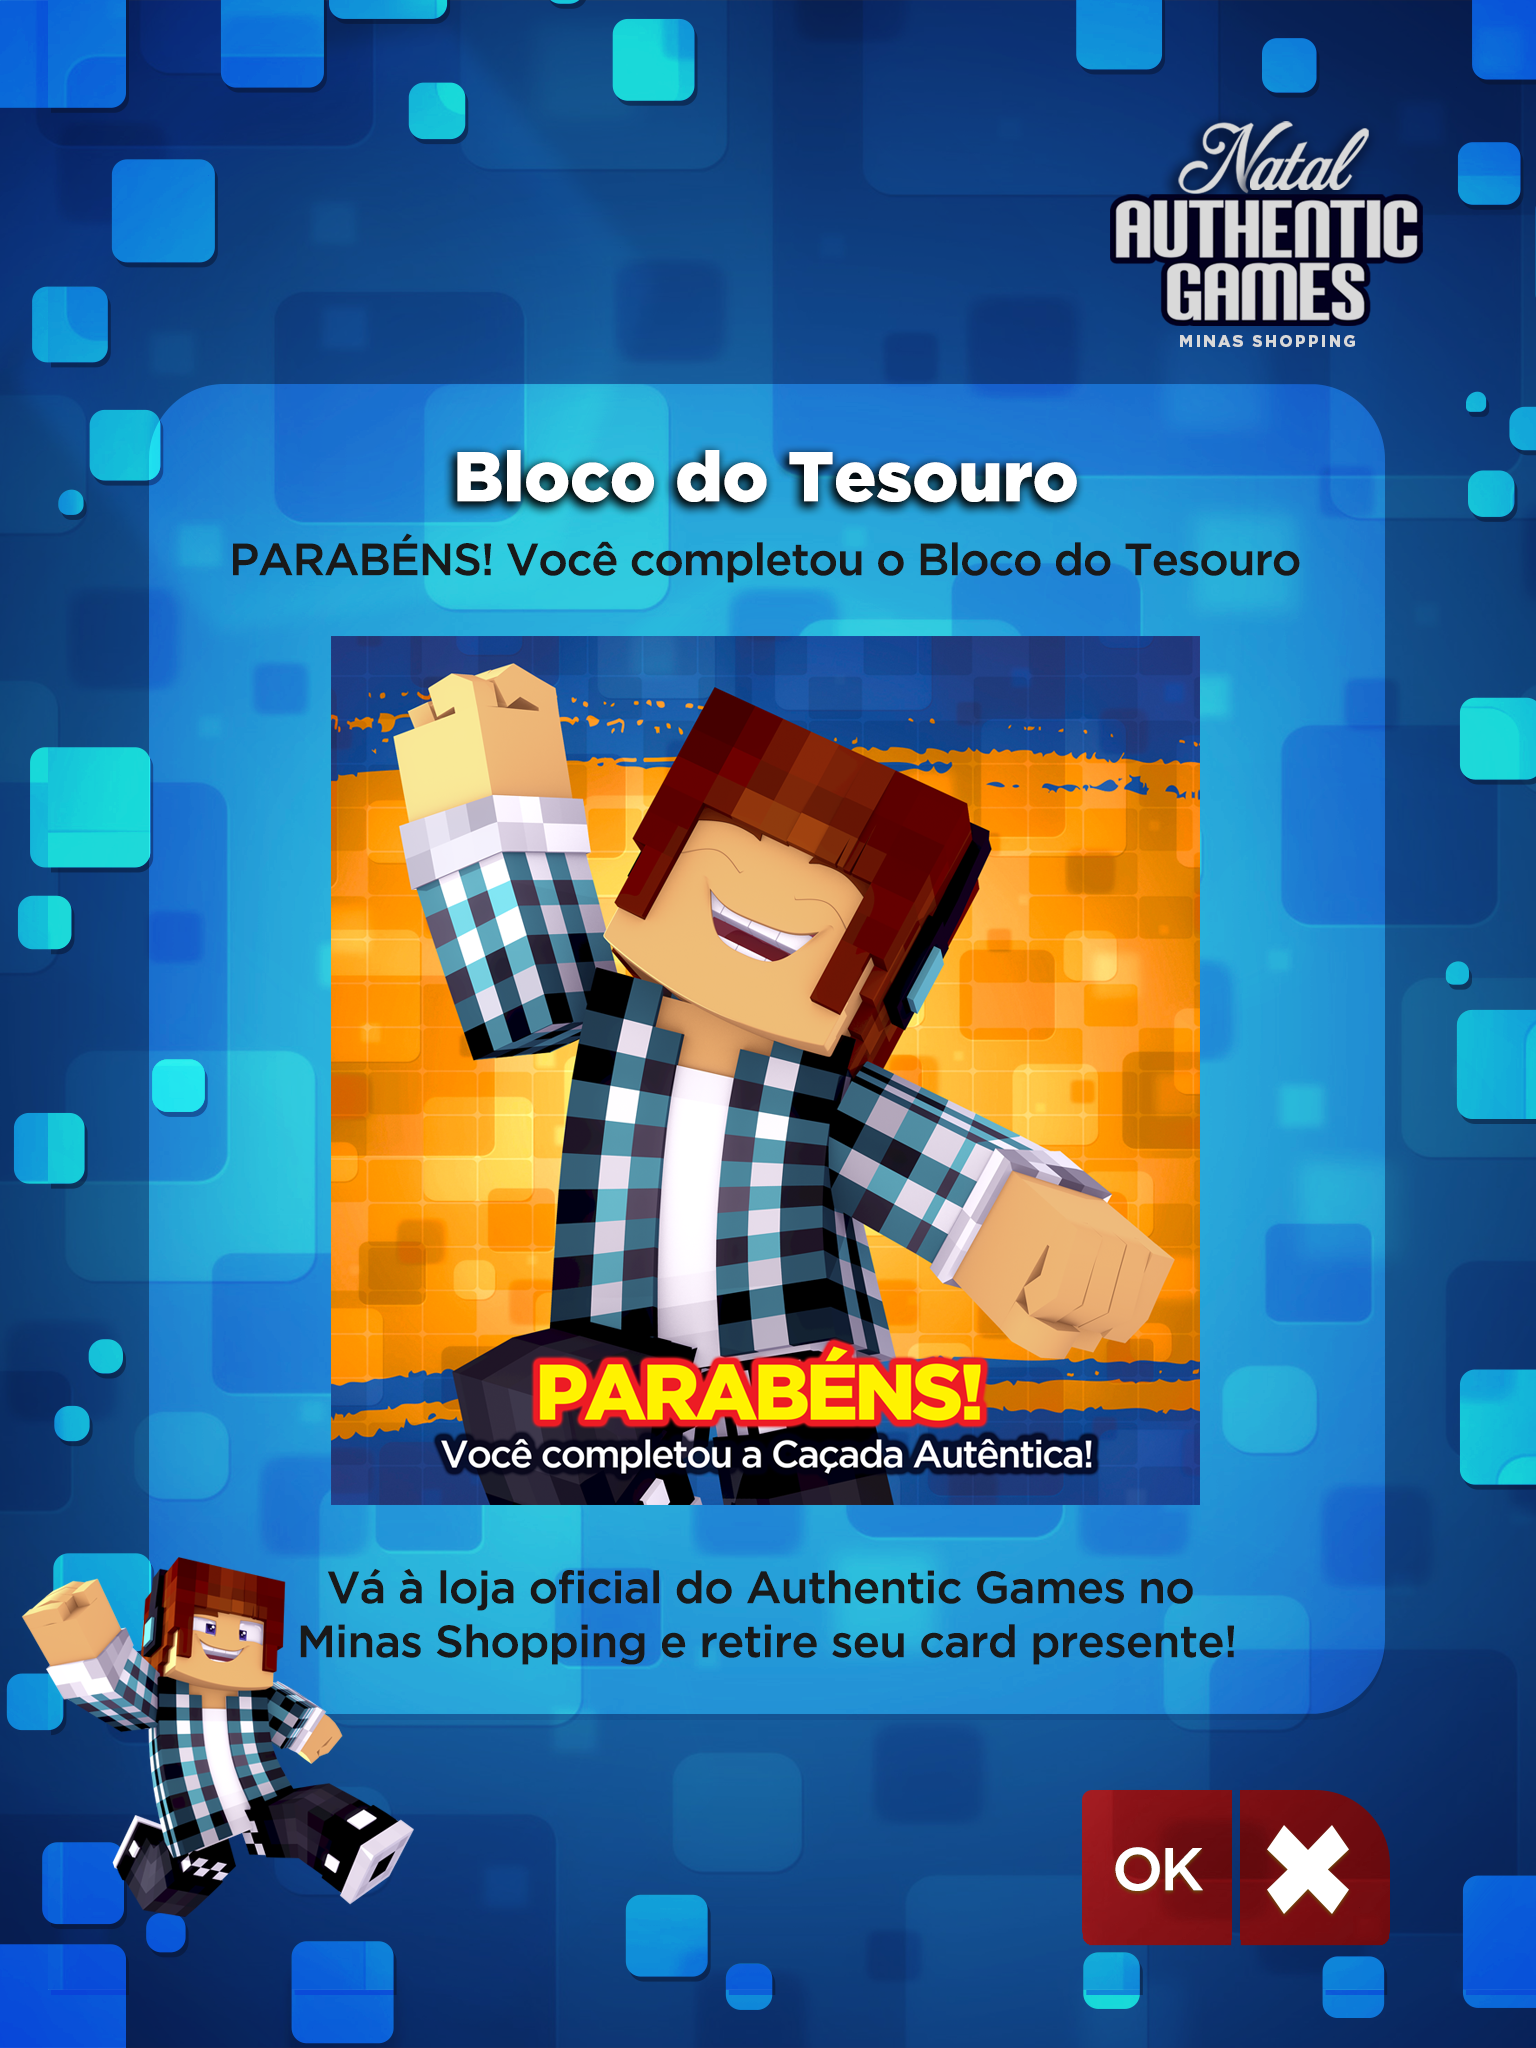 Natal
AUTHENTIC
GAMES
MINAS SHOPPING
Bloco do Tesouro
PARABÉNS! Você completou o Bloco do Tesouro
PARABÉNS!
Você completou a Caçada Autêntica!
Vá à loja oficial do Authentic Games no
Minas Shopping e retire seu card presente!
OK